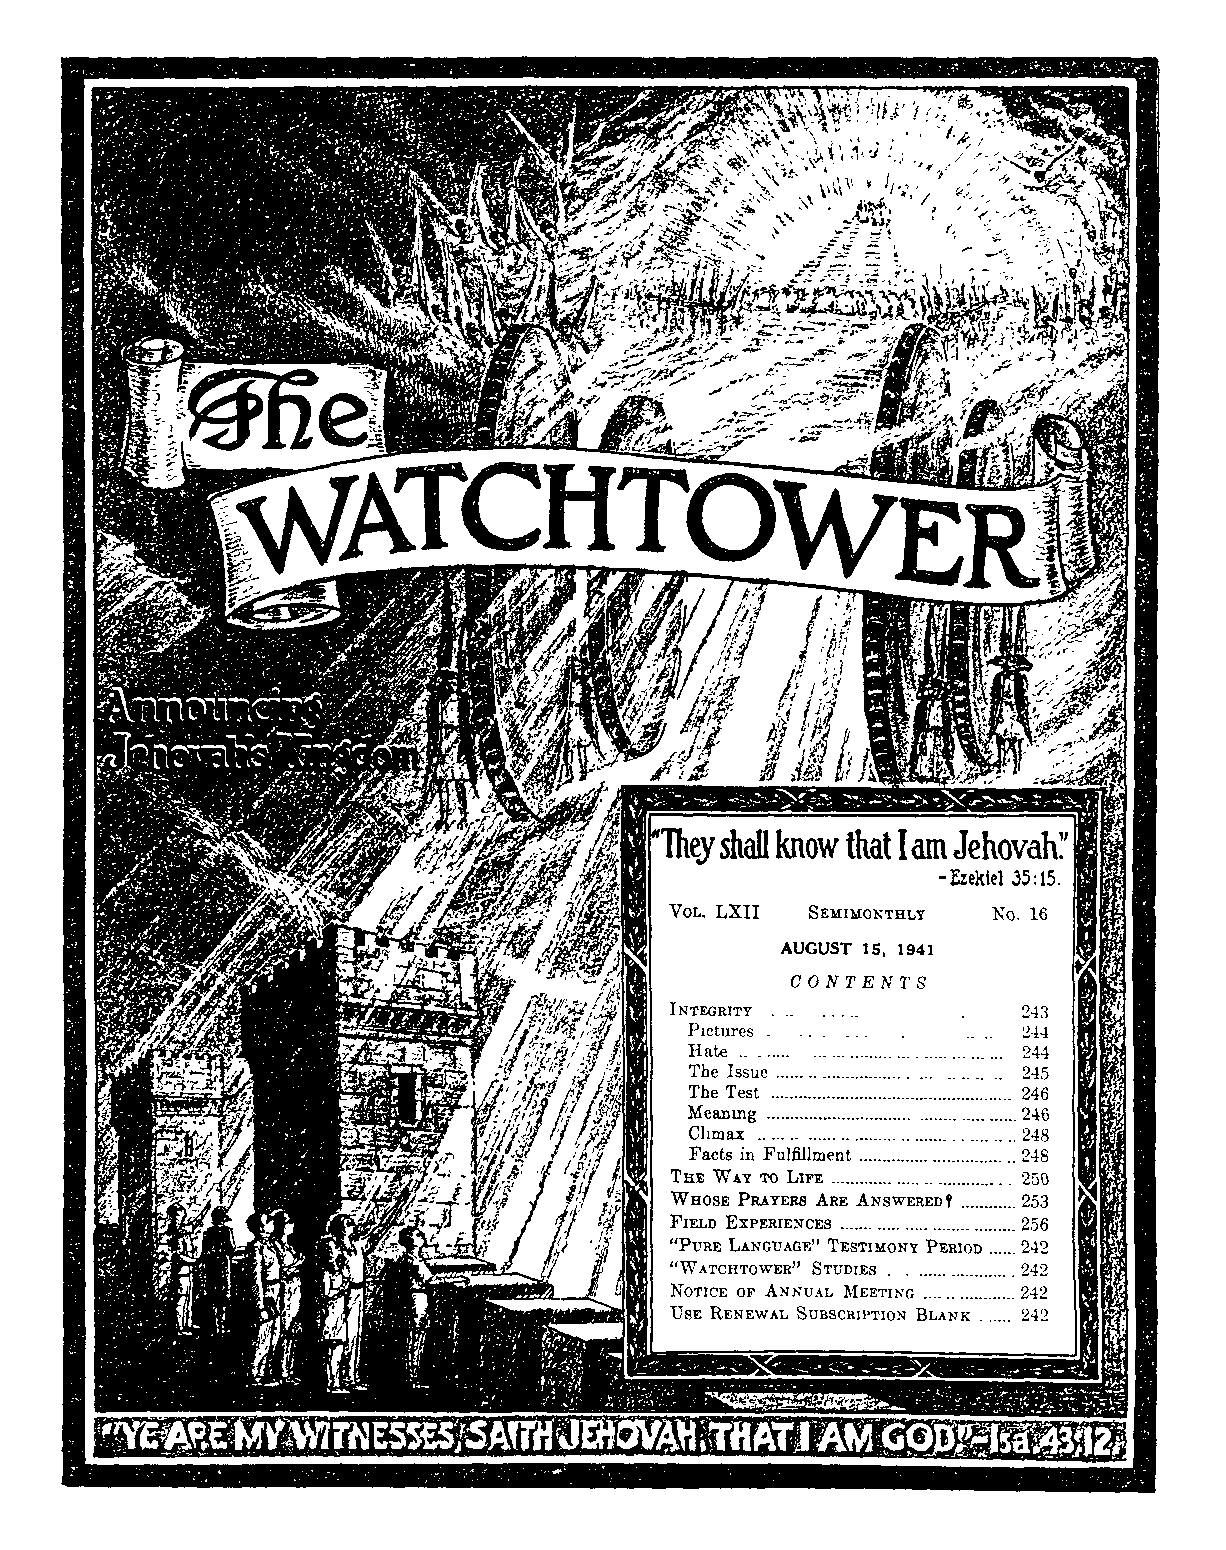 The
WATCHTOWER
Announcing
Jehovah's Kingdom
"They shall know that I am Jehovah."
-Ezekiel 35:15.
VOL. LXII SEMIMONTHLY No. 16
AUGUST 15, 1941
CONTENTS
INTEGRITY 243
Pictures 244
Hate 244
The Issue 245
The Test 246
Meaning 246
Climax 248
Facts in Fulfillment 248
THE WAY TO LIFE 250
WHOSE PRAYERS ARE ANSWERED? 253
FIELD EXPERIENCES 256
"PURE LANGUAGE" TESTIMONY PERIOD 242
"WATCHTOWER" STUDIES 242
NOTICE OF ANNUAL MEETING 242
USE RENEWAL SUBSCRIPTION BLANK 242
"YE ARE MY WITNESSES, SAITH JEHOVAH, THAT I AM GOD."-Isa. 43:12.